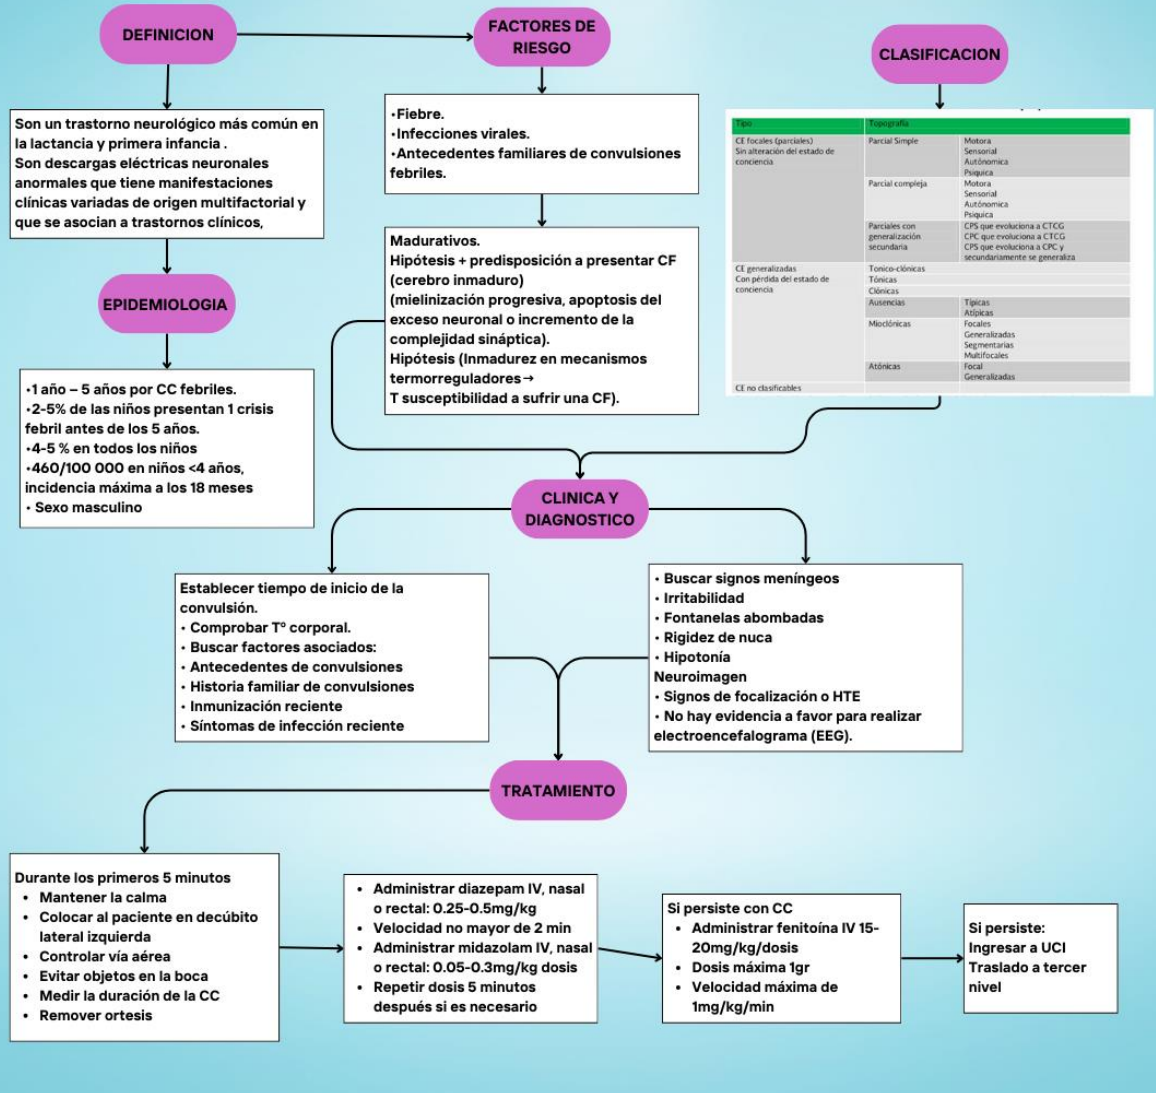 DEFINICION
Son un trastorno neurológico más común en
la lactancia y primera infancia .
Son descargas eléctricas neuronales
anormales que tiene manifestaciones
clínicas variadas de origen multifactorial y
que se asocian a trastornos clínicos,
EPIDEMIOLOGIA
•1 año – 5 años por CC febriles.
•2-5% de las niños presentan 1 crisis
febril antes de los 5 años.
•4-5 % en todos los niños
•460/100 000 en niños <4 años,
incidencia máxima a los 18 meses
• Sexo masculino
FACTORES DE
RIESGO
•Fiebre.
•Infecciones virales.
•Antecedentes familiares de convulsiones
febriles.
Madurativos.
Hipótesis + predisposición a presentar CF
(cerebro inmaduro)
(mielinización progresiva, apoptosis del
exceso neuronal o incremento de la
complejidad sináptica).
Hipótesis (Inmadurez en mecanismos
termorreguladores→
T susceptibilidad a sufrir una CF).
CLASIFICACION
Tipo Topografía
CE focales (parciales) Parcial Simple Motora
Sin alteración del estado de Sensorial
conciencia Autónomica
Psiquica
Parcial compleja Motora
Sensorial
Autónomica
Psiquica
Parciales con CPS que evoluciona a CTCG
generalización CPC que evoluciona a CTCG
secundaria CPS que evoluciona a CPC y
secundariamente se generaliza
CE generalizadas Tonico-clónicas
Con pérdida del estado de Tónicas
conciencia Clónicas
Ausencias Típicas
Atípicas
Mioclónicas Focales
Generalizadas
Segmentarias
Multifocales
Atónicas Focal
Generalizadas
CE no clasificables
CLINICA Y
DIAGNOSTICO
Establecer tiempo de inicio de la
convulsión.
• Comprobar Tº corporal.
• Buscar factores asociados:
• Antecedentes de convulsiones
• Historia familiar de convulsiones
• Inmunización reciente
• Síntomas de infección reciente
• Buscar signos meníngeos
• Irritabilidad
• Fontanelas abombadas
• Rigidez de nuca
• Hipotonía
Neuroimagen
• Signos de focalización o HTE
• No hay evidencia a favor para realizar
electroencefalograma (EEG).
TRATAMIENTO
Durante los primeros 5 minutos
• Mantener la calma
• Colocar al paciente en decúbito
lateral izquierda
• Controlar vía aérea
• Evitar objetos en la boca
• Medir la duración de la CC
• Remover ortesis
• Administrar diazepam IV, nasal
o rectal: 0.25-0.5mg/kg
• Velocidad no mayor de 2 min
• Administrar midazolam IV, nasal
o rectal: 0.05-0.3mg/kg dosis
• Repetir dosis 5 minutos
después si es necesario
Si persiste con CC
• Administrar fenitoína IV 15-
20mg/kg/dosis
• Dosis máxima 1gr
• Velocidad máxima de
1mg/kg/min
Si persiste:
Ingresar a UCI
Traslado a tercer
nivel